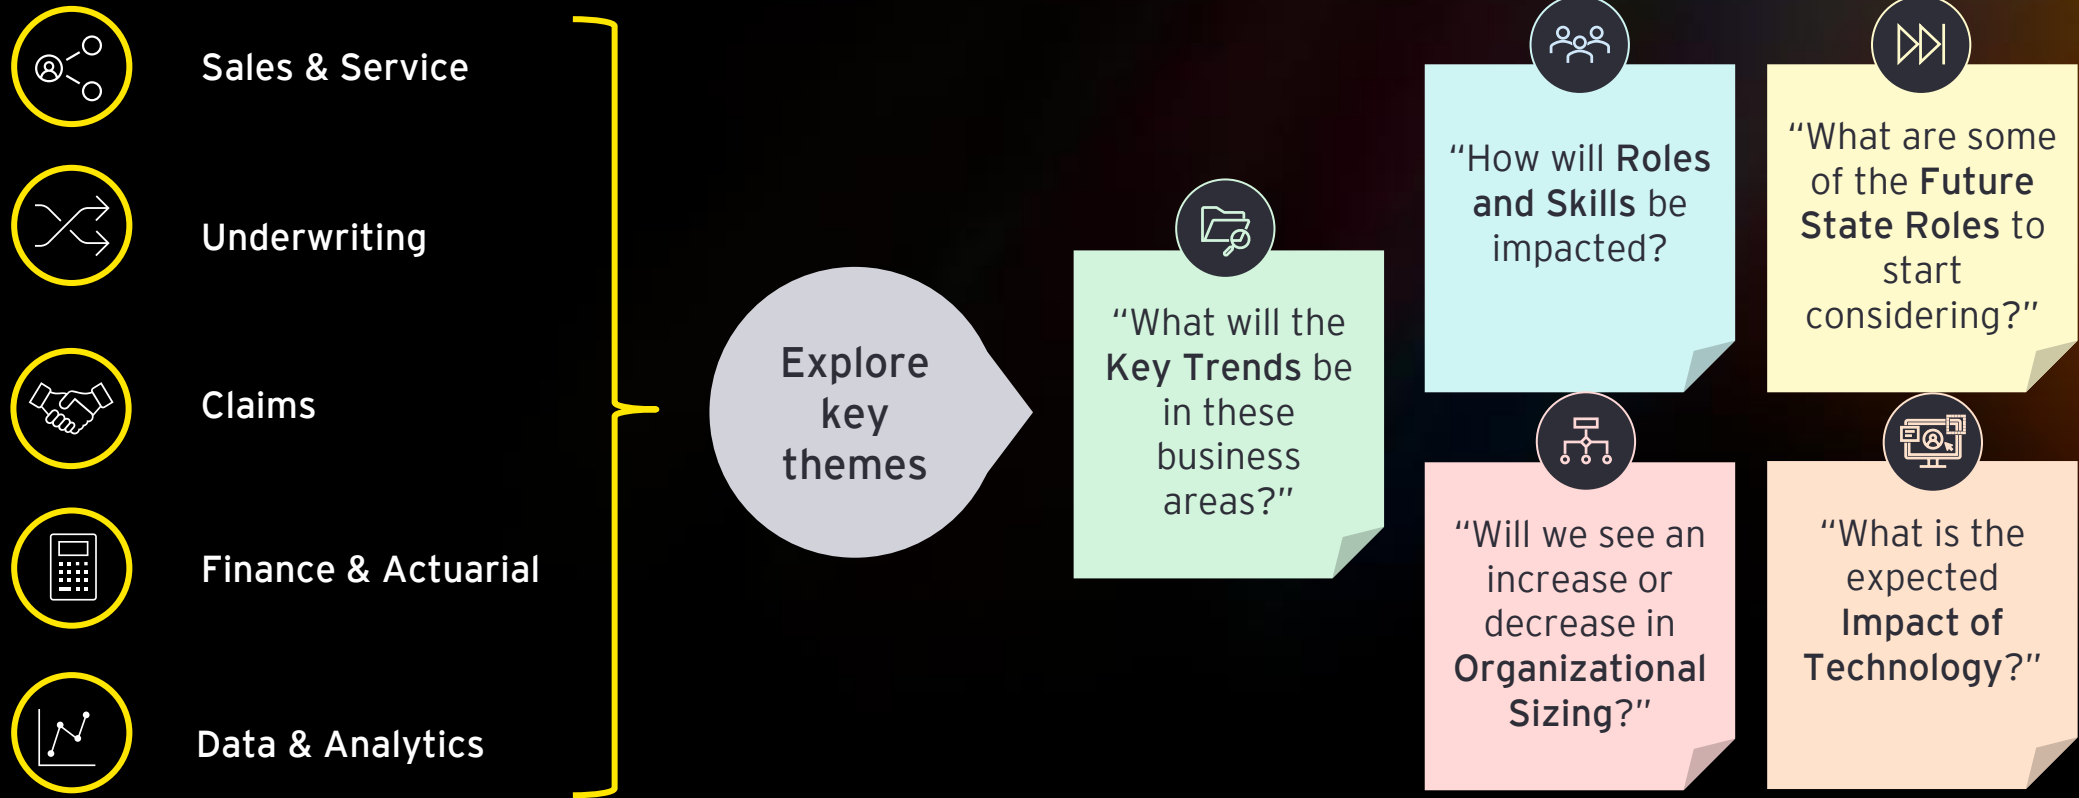 Sales & Service
Underwriting
Claims
Finance & Actuarial
Data & Analytics
Explore
key
themes
“What will the
Key Trends be
in these
business
areas?”
“How will Roles
and Skills be
impacted?
“What are some
of the Future
State Roles to
start
considering?”
“Will we see an
increase or
decrease in
Organizational
Sizing?”
“What is the
expected
Impact of
Technology?”